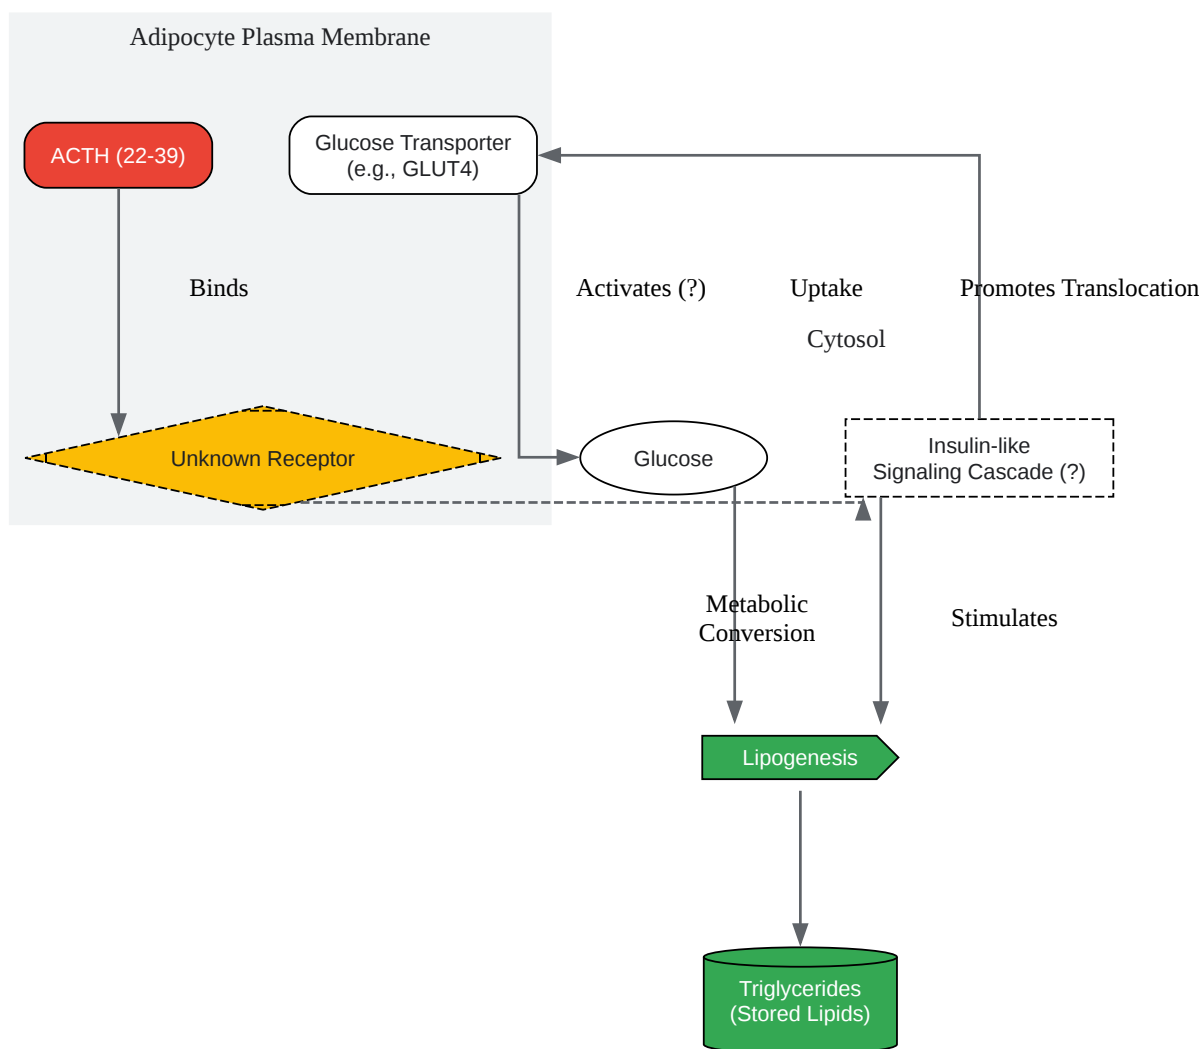 Adipocyte Plasma Membrane
ACTH (22-39)
Glucose Transporter
(e.g., GLUT4)
Binds
Activates (?)
Uptake
Promotes Translocation
Cytosol
Unknown Receptor
Glucose
Insulin-like
Signaling Cascade (?)
Metabolic
Conversion
Stimulates
Lipogenesis
Triglycerides
(Stored Lipids)